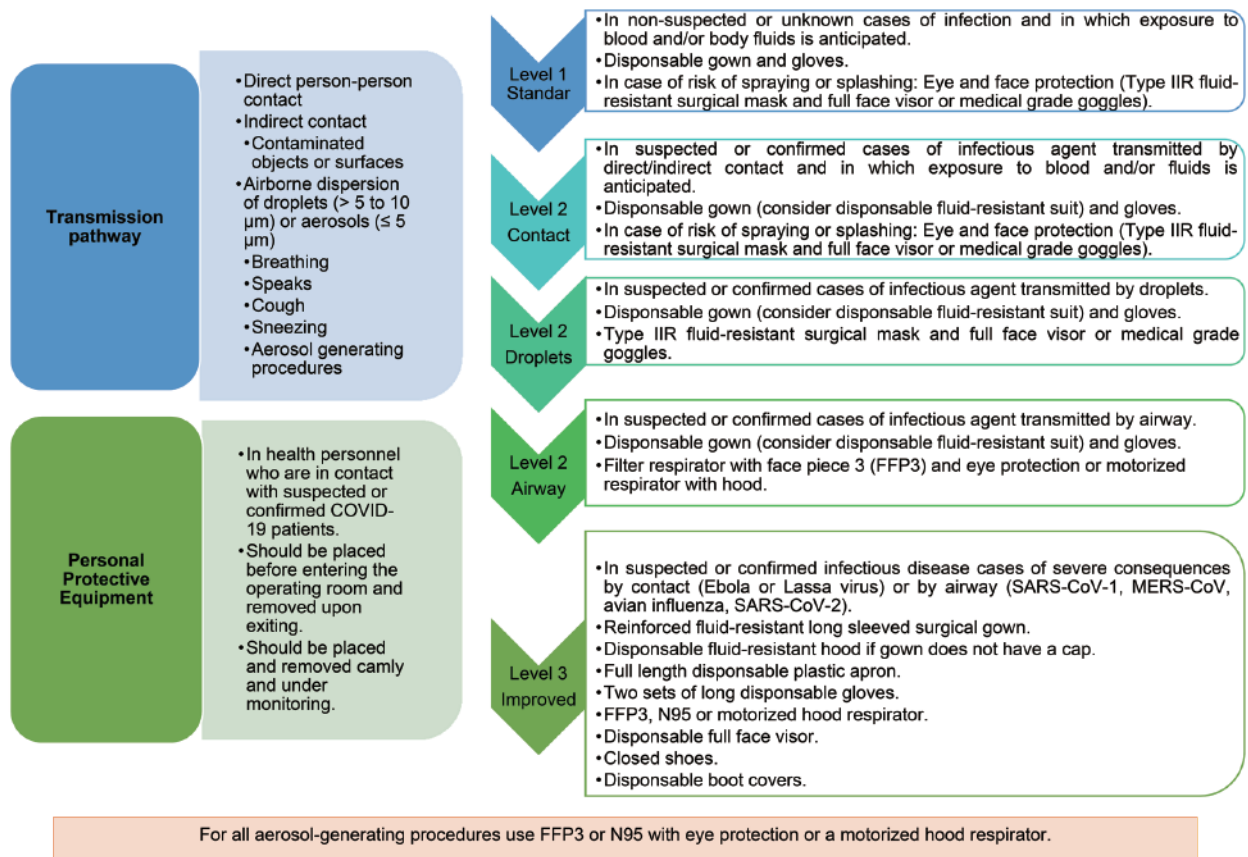 Transmission
pathway
•Direct person-person
contact
•Indirect contact
•Contaminated
objects or surfaces
•Airborne dispersion
of droplets (> 5 to 10
µm) or aerosols (≤ 5
µm)
•Breathing
•Speaks
•Cough
•Sneezing
•Aerosol generating
procedures
Personal
Protective
Equipment
•In health personnel
who are in contact
with suspected or
confirmed COVID-
19 patients.
•Should be placed
before entering the
operating room and
removed upon
exiting.
•Should be placed
and removed camly
and under
monitoring.
Level 1
Standar
•In non-suspected or unknown cases of infection and in which exposure to
blood and/or body fluids is anticipated.
•Disposable gown and gloves.
•In case of risk of spraying or splashing: Eye and face protection (Type IIR fluid-
resistant surgical mask and full face visor or medical grade goggles).
Level 2
Contact
•In suspected or confirmed cases of infectious agent transmitted by
direct/indirect contact and in which exposure to blood and/or fluids is
anticipated.
•Disposable gown (consider disposable fluid-resistant suit) and gloves.
•In case of risk of spraying or splashing: Eye and face protection (Type IIR fluid-
resistant surgical mask and full face visor or medical grade goggles).
Level 2
Droplets
•In suspected or confirmed cases of infectious agent transmitted by droplets.
•Disposable gown (consider disposable fluid-resistant suit) and gloves.
•Type IIR fluid-resistant surgical mask and full face visor or medical grade
goggles.
Level 2
Airway
•In suspected or confirmed cases of infectious agent transmitted by airway.
•Disposable gown (consider disposable fluid-resistant suit) and gloves.
•Filter respirator with face piece 3 (FFP3) and eye protection or motorized
respirator with hood.
Level 3
Improved
•In suspected or confirmed infectious disease cases of severe consequences
by contact (Ebola or Lassa virus) or by airway (SARS-CoV-1, MERS-CoV,
avian influenza, SARS-CoV-2).
•Reinforced fluid-resistant long sleeved surgical gown.
•Disposable fluid-resistant hood if gown does not have a cap.
•Full length disposable plastic apron.
•Two sets of long disposable gloves.
•FFP3, N95 or motorized hood respirator.
•Disposable full face visor.
•Closed shoes.
•Disposable boot covers.
For all aerosol-generating procedures use FFP3 or N95 with eye protection or a motorized hood respirator.